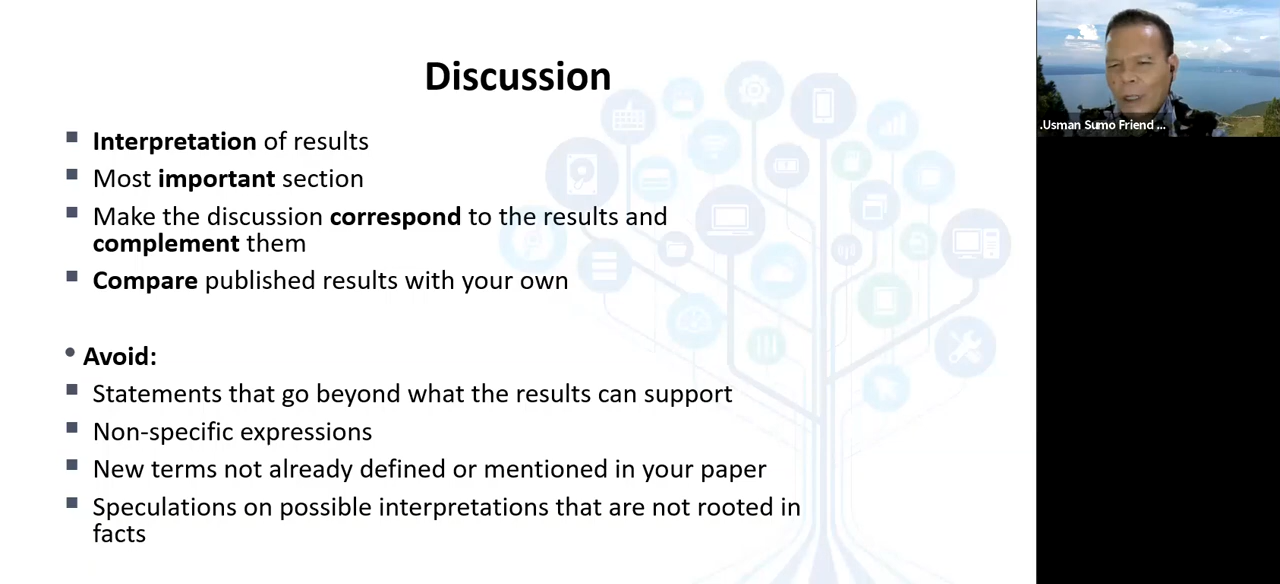 Discussion
▪ Interpretation of results
▪ Most important section
▪ Make the discussion correspond to the results and
complement them
▪ Compare published results with your own
• Avoid:
▪ Statements that go beyond what the results can support
▪ Non-specific expressions
▪ New terms not already defined or mentioned in your paper
▪ Speculations on possible interpretations that are not rooted in
facts
.Usman Sumo Friend ...